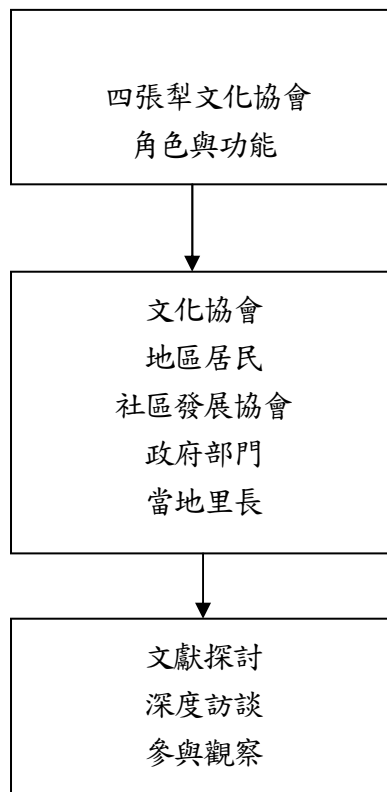 四張犁文化協會
角色與功能
文化協會
地區居民
社區發展協會
政府部門
當地里長
文獻探討
深度訪談
參與觀察